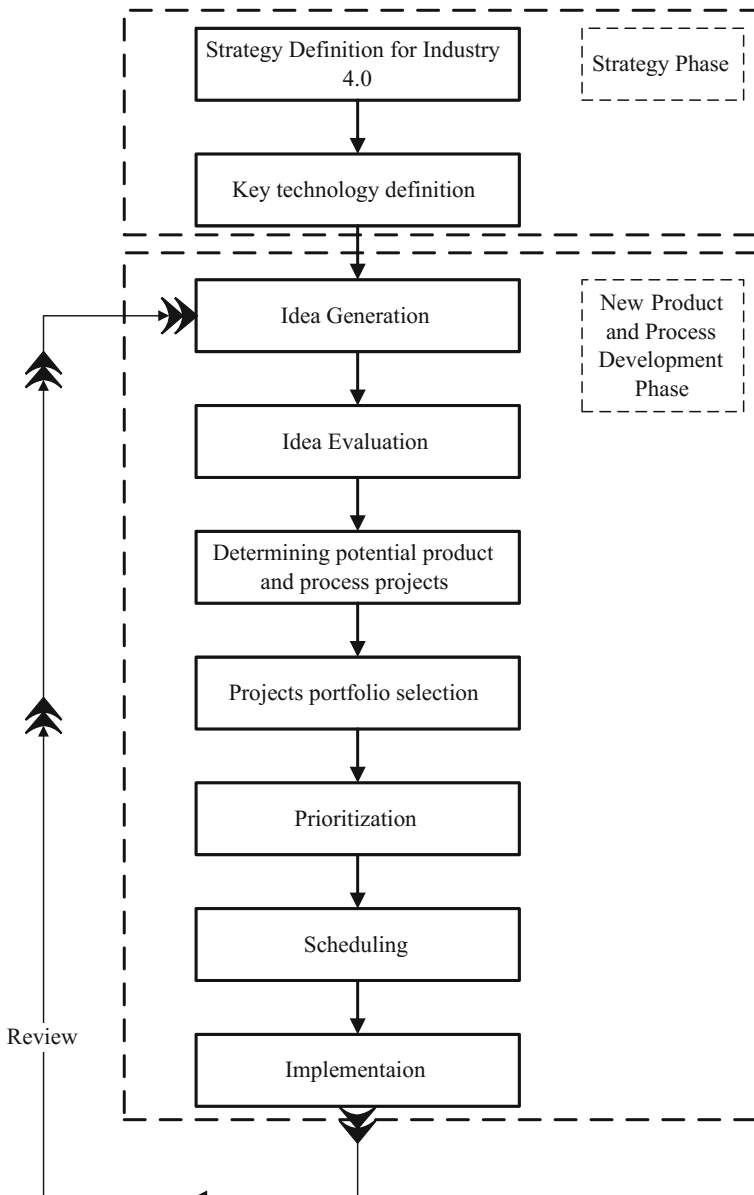 Strategy Definition for Industry
4.0
Strategy Phase
Key technology definition
Idea Generation
New Product
and Process
Development
Phase
Idea Evaluation
Determining potential product
and process projects
Projects portfolio selection
Prioritization
Scheduling
Review
Implementaion